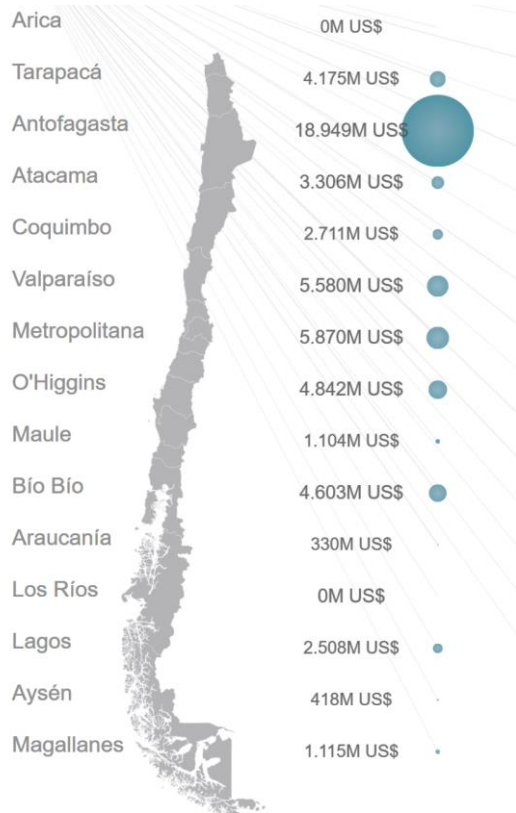 Arica 0M US$
Tarapacá 4.175M US$
Antofagasta 18.949M US$
Atacama 3.306M US$
Coquimbo 2.711M US$
Valparaíso 5.580M US$
Metropolitana 5.870M US$
O'Higgins 4.842M US$
Maule 1.104M US$
Bío Bío 4.603M US$
Araucanía 330M US$
Los Ríos 0M US$
Lagos 2.508M US$
Aysén 418M US$
Magallanes 1.115M US$